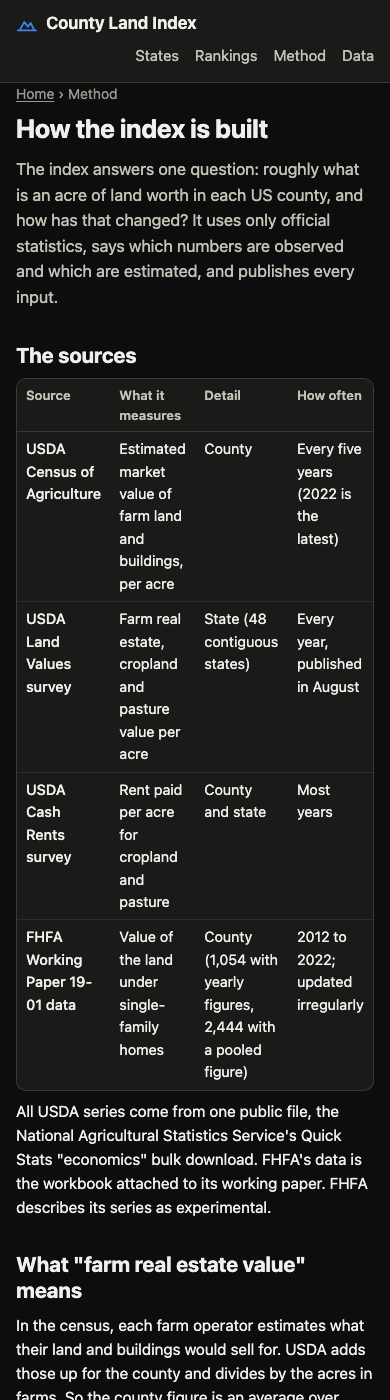 County Land Index
States Rankings Method Data
Home › Method
How the index is built
The index answers one question: roughly what
is an acre of land worth in each US county, and
how has that changed? It uses only official
statistics, says which numbers are observed
and which are estimated, and publishes every
input.
The sources
Source What it measures Detail How often
USDA Census of Agriculture Estimated market value of farm land and buildings, per acre County Every five years (2022 is the latest)
USDA Land Values survey Farm real estate, cropland and pasture value per acre State (48 contiguous states) Every year, published in August
USDA Cash Rents survey Rent paid per acre for cropland and pasture County and state Most years
FHFA Working Paper 19-01 data Value of the land under single-family homes County (1,054 with yearly figures, 2,444 with a pooled figure) 2012 to 2022; updated irregularly
All USDA series come from one public file, the
National Agricultural Statistics Service's Quick
Stats "economics" bulk download. FHFA's data is
the workbook attached to its working paper. FHFA
describes its series as experimental.
What "farm real estate value"
means
In the census, each farm operator estimates what
their land and buildings would sell for. USDA adds
those up for the county and divides by the acres in
farms. So the county figure is an average over